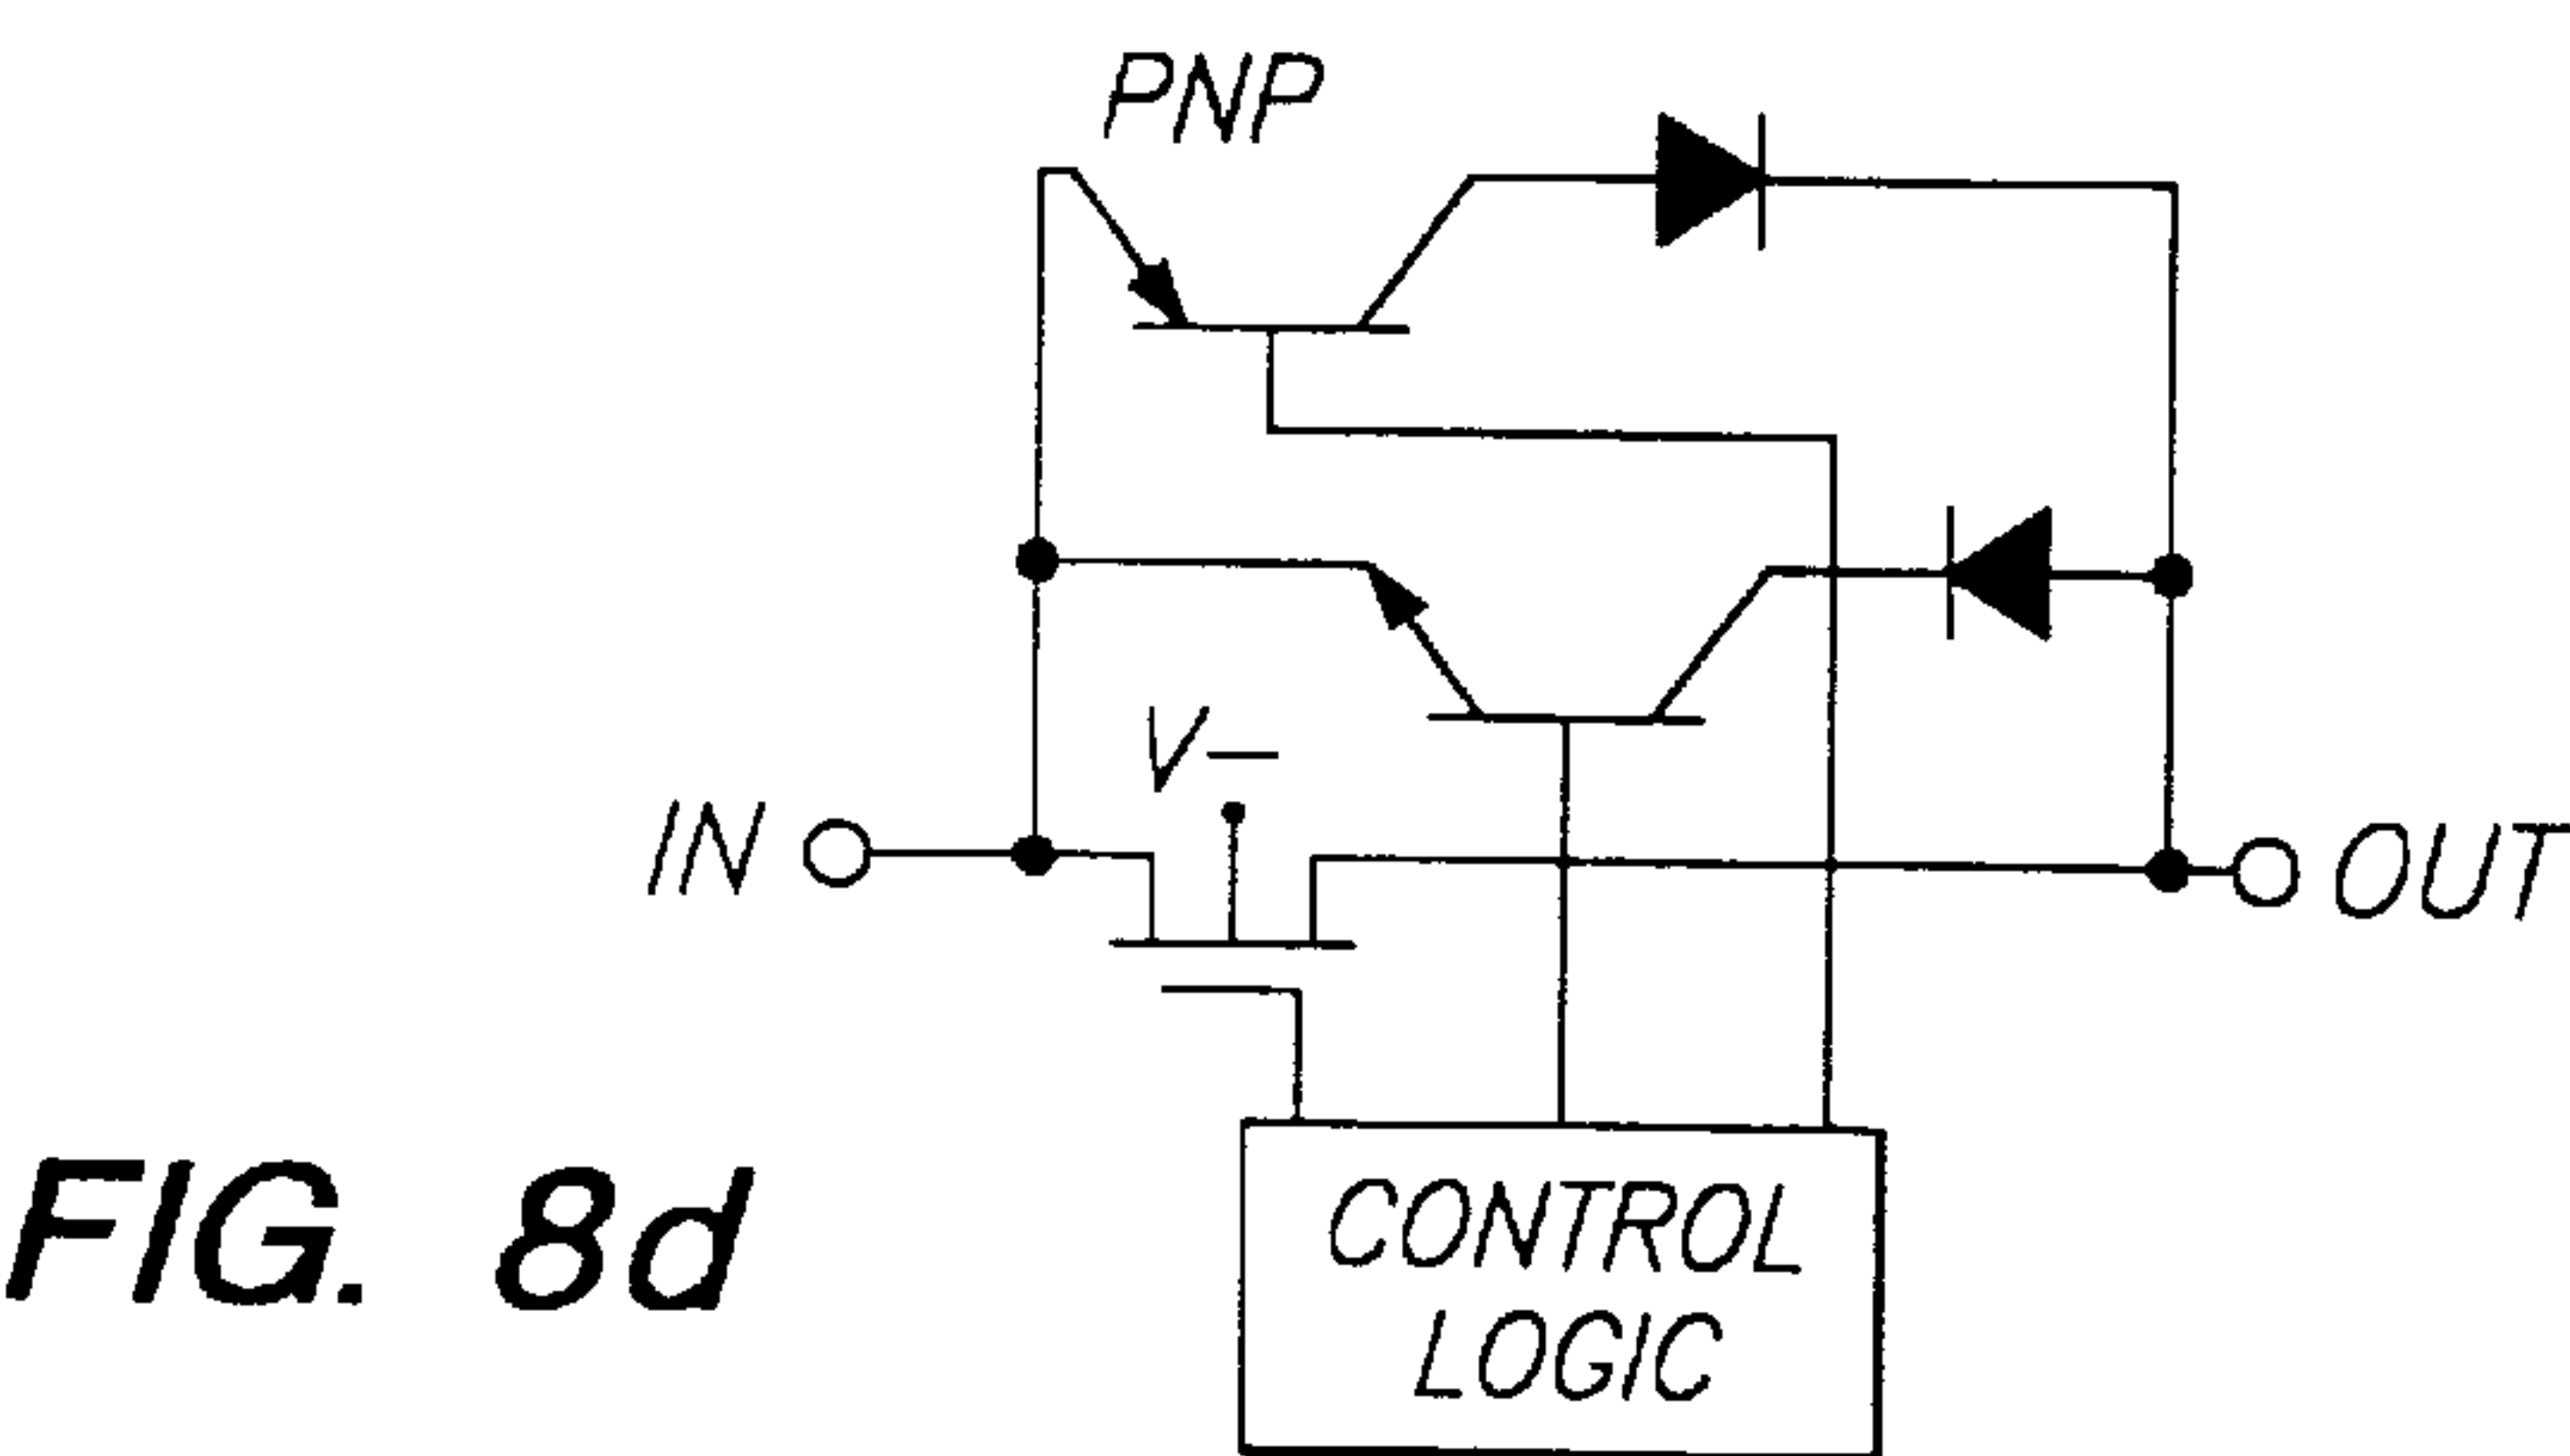 PNP
V-
IN
OUT
CONTROL
LOGIC
FIG. 8d